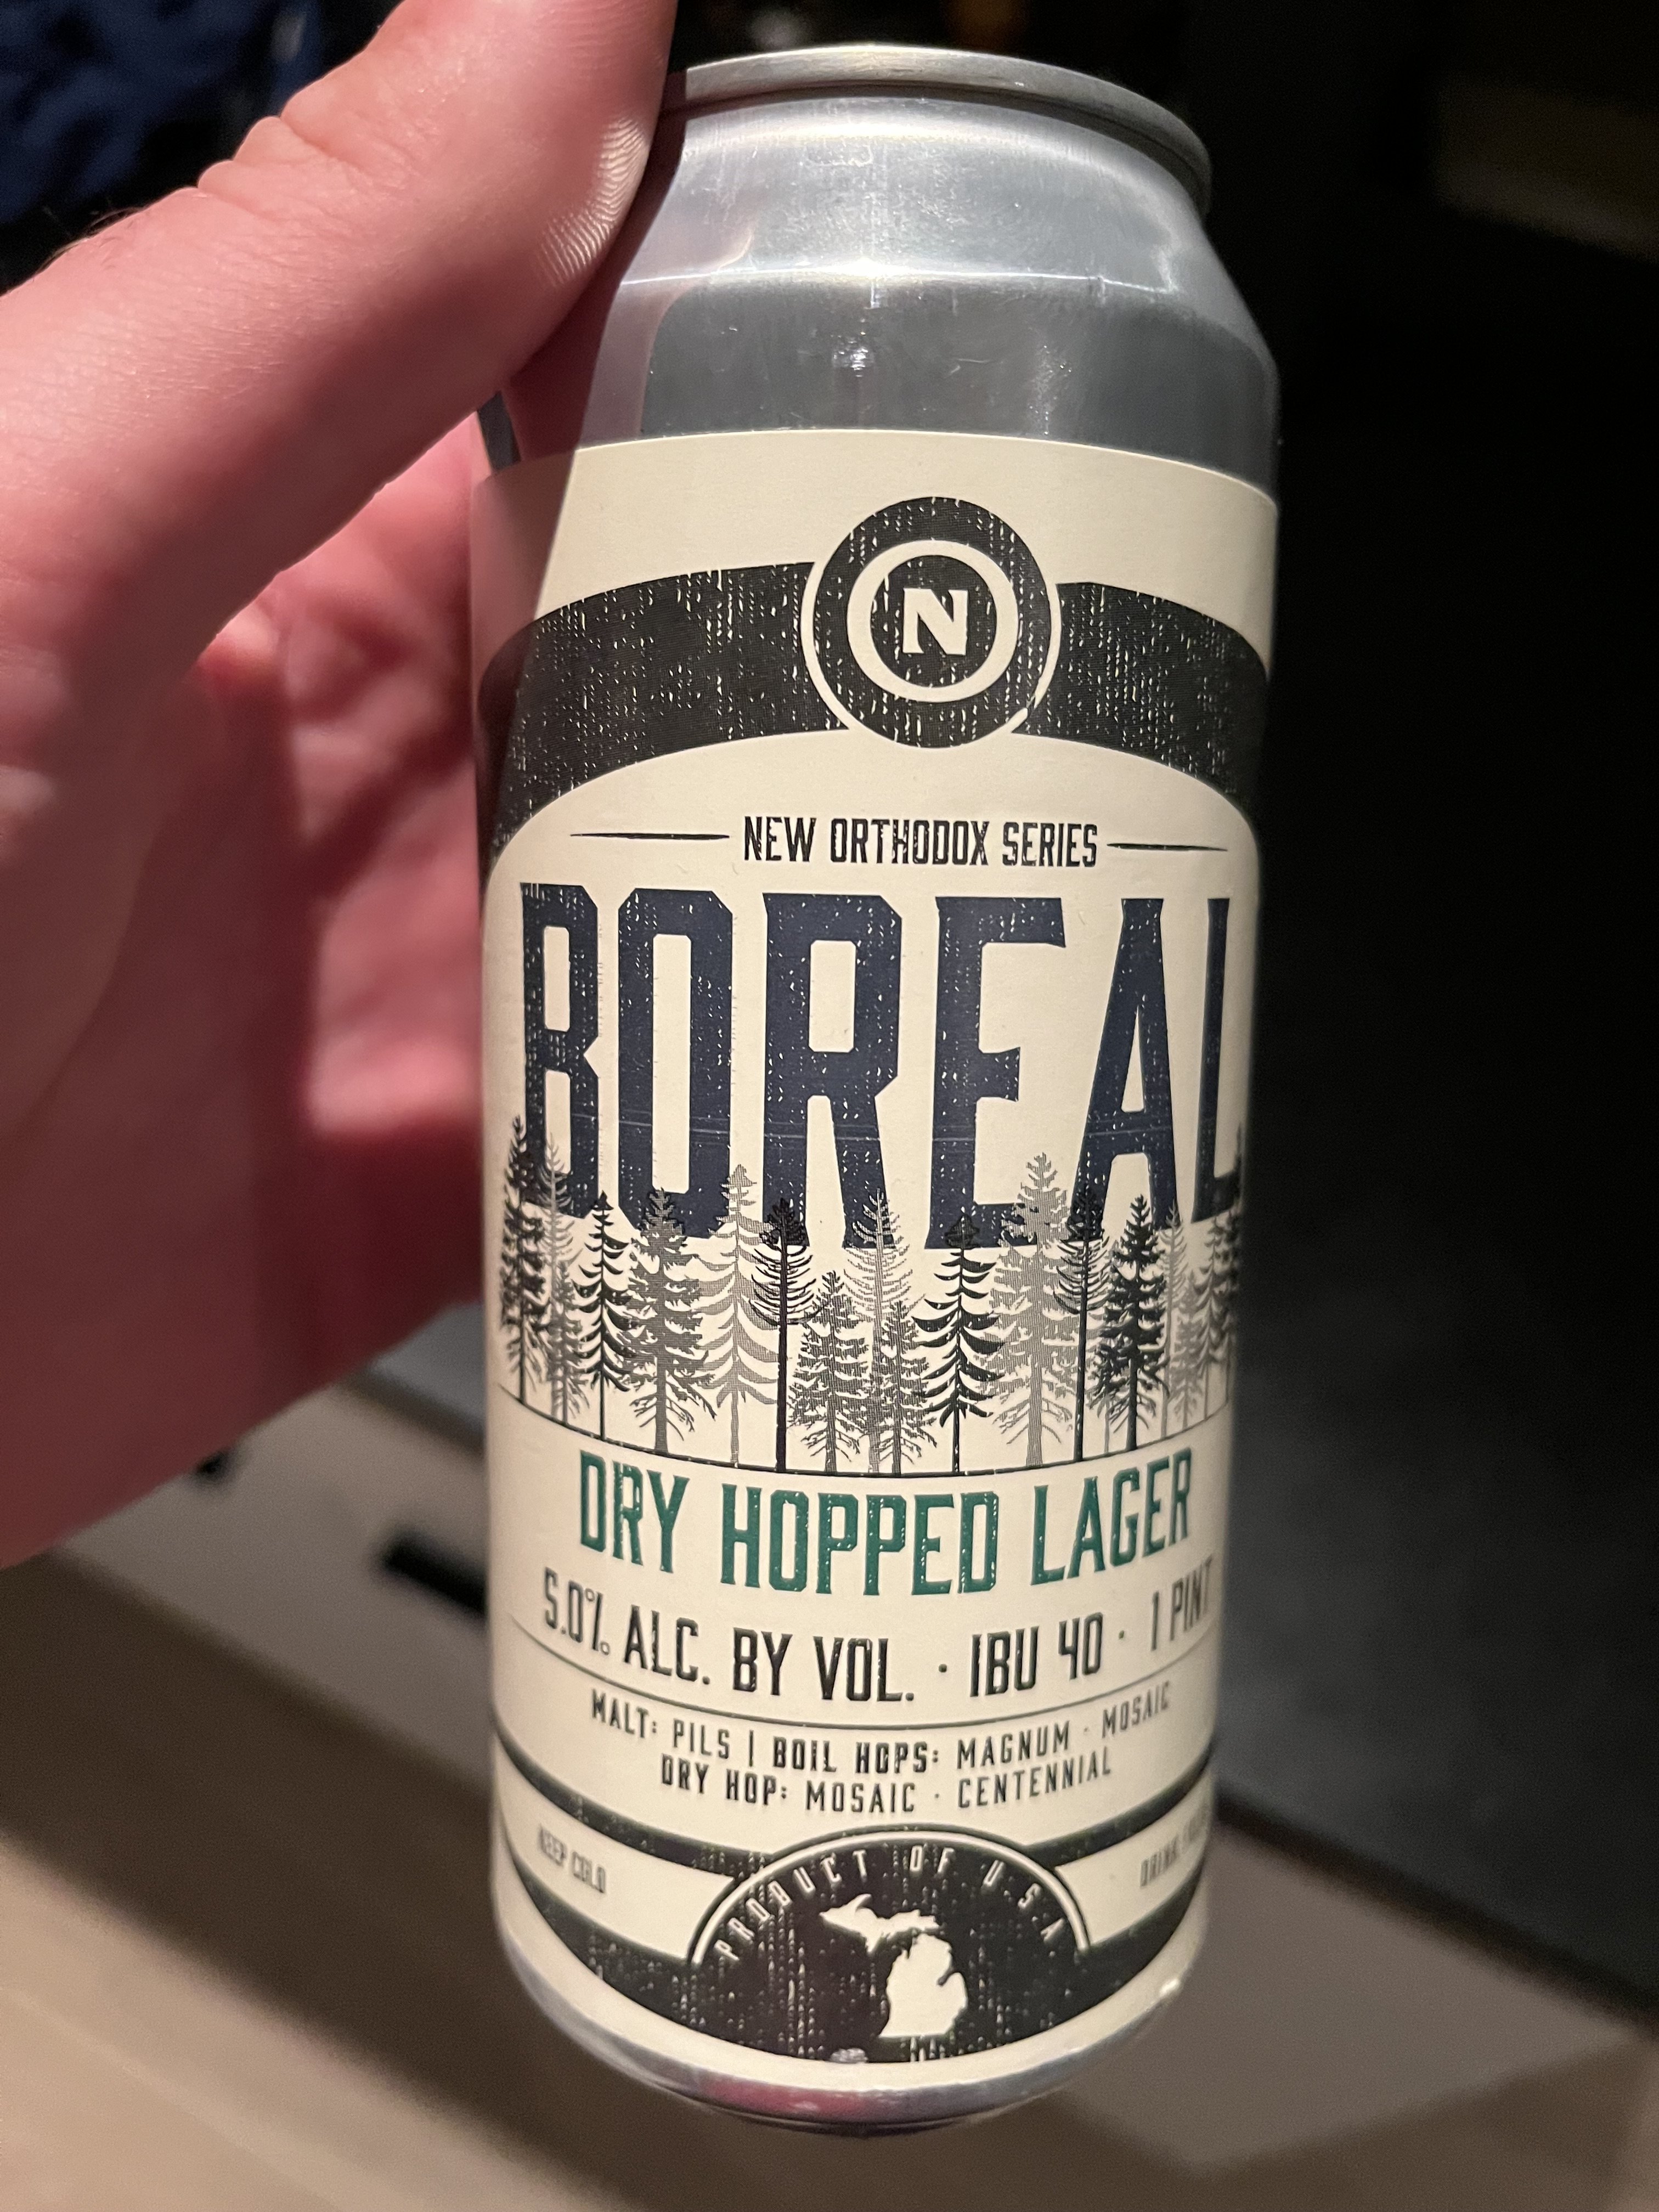 N
NEW ORTHODOX SERIES
BOREAL
DRY HOPPED LAGER
5.0% ALC. BY VOL. · IBU 40 · 1 PINT
MALT: PILS | BOIL HOPS: MAGNUM · MOSAIC
DRY HOP: MOSAIC · CENTENNIAL
KEEP COLD
DRINK
PRODUCT OF U.S.A.